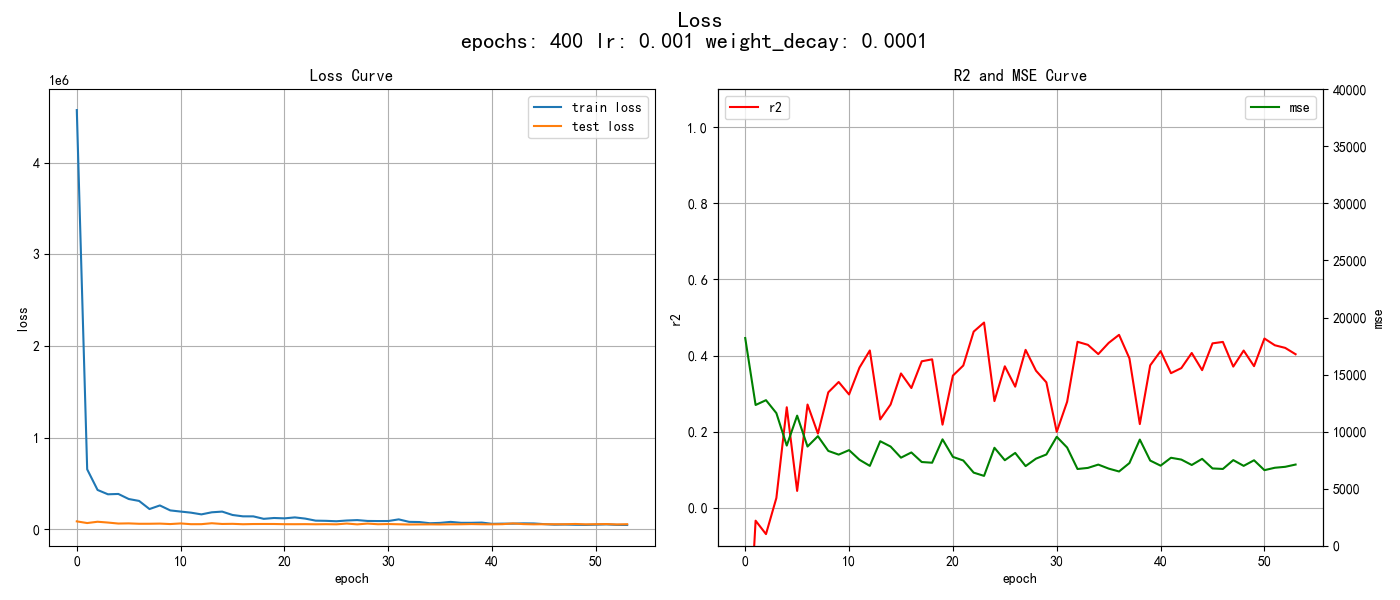 Loss
epochs: 400 lr: 0.001 weight_decay: 0.0001
Loss Curve
1e6
train loss
test loss
4
3
2
1
0
loss
0 10 20 30 40 50
epoch
R2 and MSE Curve
r2
mse
1.0
0.8
0.6
0.4
0.2
0.0
r2
40000
35000
30000
25000
20000
15000
10000
5000
0
mse
0 10 20 30 40 50
epoch